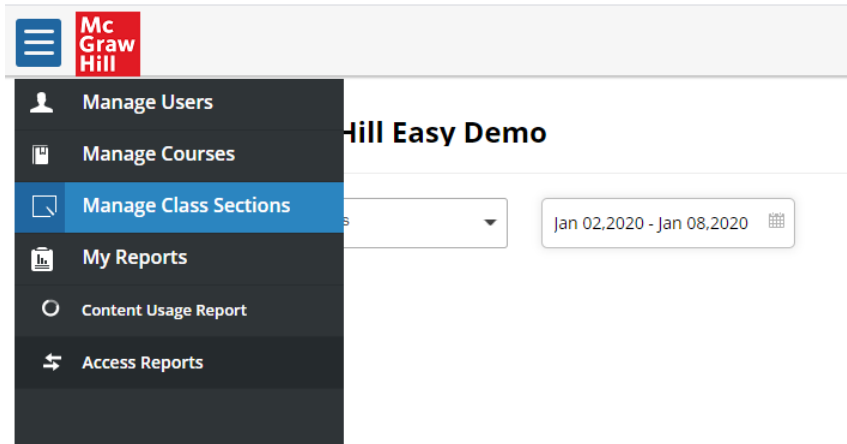 Mc
Graw
Hill
Manage Users
Hill Easy Demo
Manage Courses
Manage Class Sections
s
Jan 02,2020 - Jan 08,2020
My Reports
Content Usage Report
Access Reports